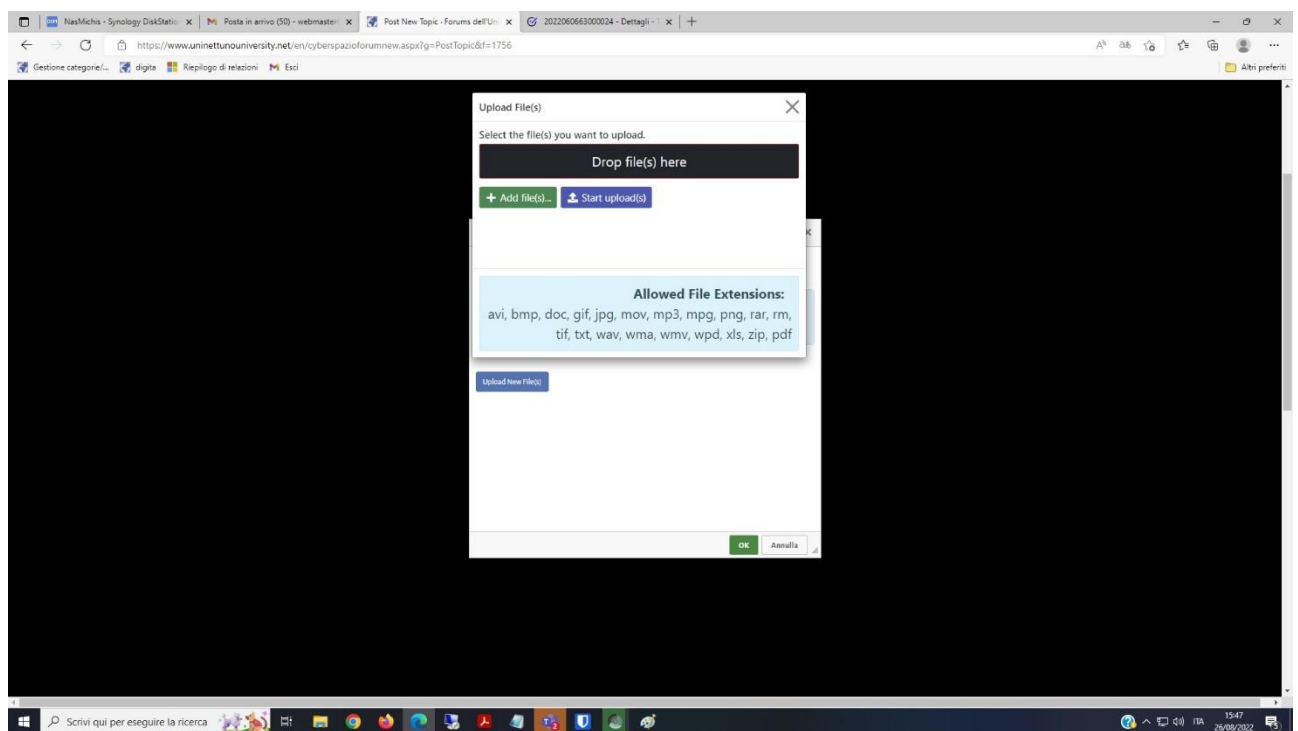 NasMichis - Synology DiskStatio
Posta in arrivo (50) - webmaster
Post New Topic - Forums dell'Un
2022060663000024 - Dettagli - T
https://www.uninettunouniversity.net/en/cyberspazioforumnew.aspx?g=PostTopic&f=1756
Gestione categorie/...
digita
Riepilogo di relazioni
Esci
Altri preferiti
Upload File(s)
Select the file(s) you want to upload.
Drop file(s) here
+ Add file(s)...
Start upload(s)
Allowed File Extensions:
avi, bmp, doc, gif, jpg, mov, mp3, mpg, png, rar, rm,
tif, txt, wav, wma, wmv, wpd, xls, zip, pdf
Upload New File(s)
OK
Annulla
Scrivi qui per eseguire la ricerca
ITA
15:47
26/08/2022